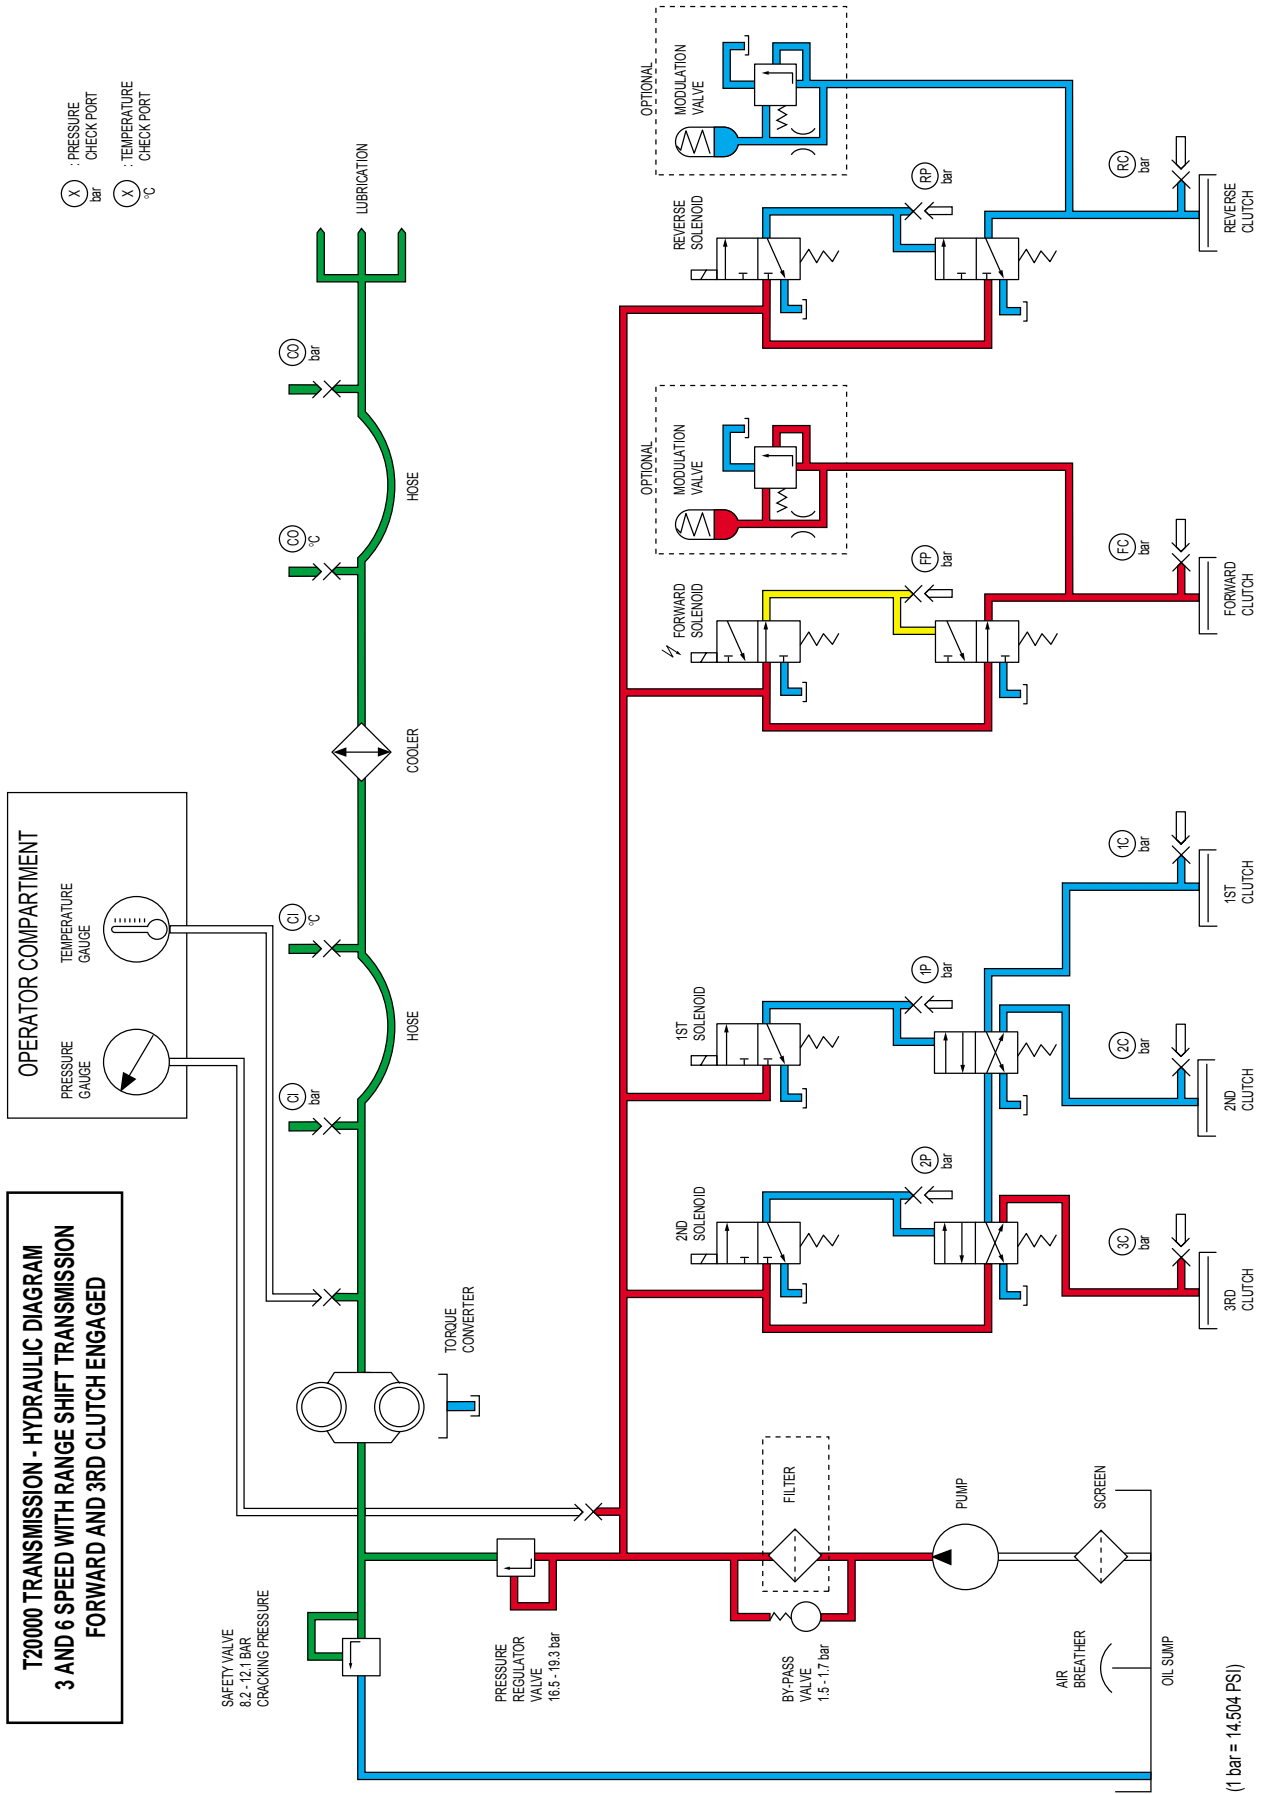 T20000 TRANSMISSION - HYDRAULIC DIAGRAM
3 AND 6 SPEED WITH RANGE SHIFT TRANSMISSION
FORWARD AND 3RD CLUTCH ENGAGED
OPERATOR COMPARTMENT
PRESSURE
GAUGE
TEMPERATURE
GAUGE
X
bar
: PRESSURE
CHECK PORT
X
°C
: TEMPERATURE
CHECK PORT
SAFETY VALVE
8.2 - 12.1 BAR
CRACKING PRESSURE
TORQUE
CONVERTER
CI
bar
HOSE
CI
°C
COOLER
CO
°C
HOSE
CO
bar
LUBRICATION
PRESSURE
REGULATOR
VALVE
16.5 - 19.3 bar
BY-PASS
VALVE
1.5 - 1.7 bar
FILTER
PUMP
SCREEN
AIR
BREATHER
OIL SUMP
2ND
SOLENOID
1ST
SOLENOID
FORWARD
SOLENOID
OPTIONAL
MODULATION
VALVE
REVERSE
SOLENOID
OPTIONAL
MODULATION
VALVE
2P
bar
1P
bar
FP
bar
RP
bar
3C
bar
2C
bar
1C
bar
FC
bar
RC
bar
3RD
CLUTCH
2ND
CLUTCH
1ST
CLUTCH
FORWARD
CLUTCH
REVERSE
CLUTCH
(1 bar = 14.504 PSI)